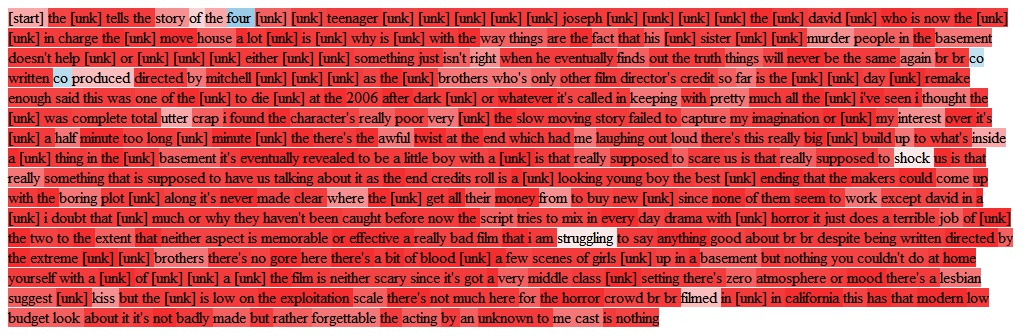 [start] [unk] tells the story of the four [unk] [unk] teenager [unk] [unk] [unk] [unk] [unk] joseph [unk] [unk] [unk] [unk] the [unk] david [unk] who is now the [unk]
[unk] in charge the [unk] move house a lot [unk] is [unk] why is [unk] with the way things are the fact that his [unk] sister [unk] [unk] murder people in the basement
doesn't help [unk] or [unk] [unk] [unk] either [unk] [unk] something just isn't right when he eventually finds out the truth things will never be the same again br br co
written co produced directed by mitchell [unk] [unk] [unk] as the [unk] brothers who's only other film director's credit so far is the [unk] [unk] day [unk] remake
enough said this was one of the [unk] to die [unk] at the 2006 after dark [unk] or whatever it's called in keeping with pretty much all the [unk] i've seen i thought the
[unk] was complete total utter crap i found the character's really poor very [unk] the slow moving story failed to capture my imagination or [unk] my interest over it's
[unk] a half minute too long [unk] minute [unk] the there's the awful twist at the end which had me laughing out loud there's this really big [unk] build up to what's inside
a [unk] thing in the [unk] basement it's eventually revealed to be a little boy with a [unk] is that really supposed to scare us is that really supposed to shock us is that
really something that is supposed to have us talking about it as the end credits roll is a [unk] looking young boy the best [unk] ending that the makers could come up
with the boring plot [unk] along it's never made clear where the [unk] get all their money from to buy new [unk] since none of them seem to work except david in a
[unk] i doubt that [unk] much or why they haven't been caught before now the script tries to mix in every day drama with [unk] horror it just does a terrible job of [unk]
the two to the extent that neither aspect is memorable or effective a really bad film that i am struggling to say anything good about br br despite being written directed by
the extreme [unk] [unk] brothers there's no gore here there's a bit of blood [unk] a few scenes of girls [unk] up in a basement but nothing you couldn't do at home
yourself with a [unk] of [unk] [unk] a [unk] the film is neither scary since it's got a very middle class [unk] setting there's zero atmosphere or mood there's a lesbian
suggest [unk] kiss but the [unk] is low on the exploitation scale there's not much here for the horror crowd br br filmed in [unk] in california this has that modern low
budget look about it it's not badly made but rather forgettable the acting by an unknown to me cast is nothing